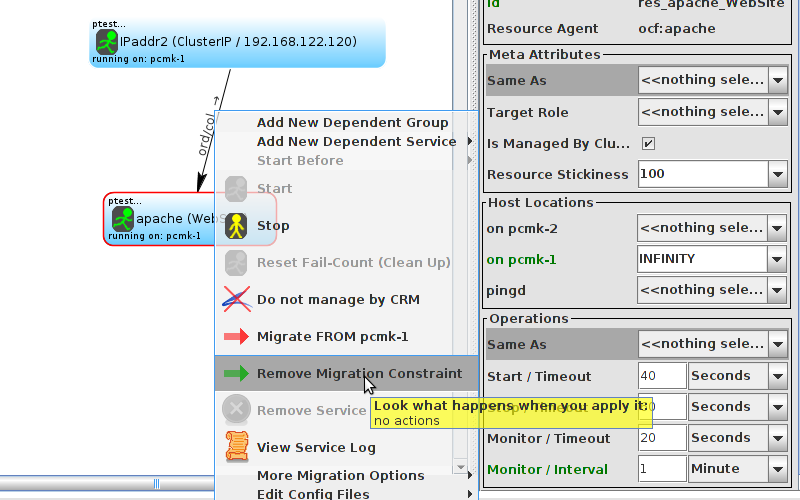 ptest...
IPaddr2 (ClusterIP / 192.168.122.120)
running on: pcmk-1
ord/col
ptest...
apache (WebS
running on: pcmk-1
Add New Dependent Group
Add New Dependent Service
Start Before
Start
Stop
Reset Fail-Count (Clean Up)
Do not manage by CRM
Migrate FROM pcmk-1
Remove Migration Constraint
Remove Service
View Service Log
More Migration Options
Edit Config Files
Look what happens when you apply it:
no actions
Id res_apache_WebSite
Resource Agent ocf:apache
Meta Attributes
Same As <<nothing sele...
Target Role <<nothing sele...
Is Managed By Clu...
Resource Stickiness 100
Host Locations
on pcmk-2 <<nothing sele...
on pcmk-1 INFINITY
pingd <<nothing sele...
Operations
Same As <<nothing sele...
Start / Timeout 40 Seconds
Stop / Timeout Seconds
Monitor / Timeout 20 Seconds
Monitor / Interval 1 Minute